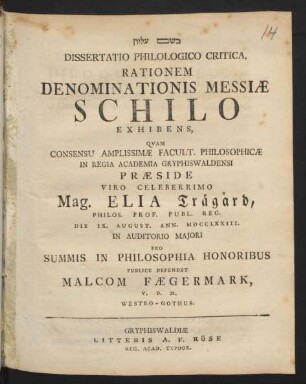 בשם עליון
14
DISSERTATIO PHILOLOGICO CRITICA,
RATIONEM
DENOMINATIONIS MESSIÆ
SCHILO
EXHIBENS,
QVAM
CONSENSU AMPLISSIMÆ FACULT. PHILOSOPHICÆ
IN REGIA ACADEMIA GRYPHISWALDENSI
PRÆSIDE
VIRO CELEBERRIMO
Mag. ELIA Trägård,
PHILOS. PROF. PUBL. REG.
DIE IX. AUGUST. ANN. MDCCLXXIII.
IN AUDITORIO MAJORI
PRO
SUMMIS IN PHILOSOPHIA HONORIBUS
PUBLICE DEFENDET
MALCOM FÆGERMARK,
V. D. M.
WESTRO-GOTHUS.
GRYPHISWALDIÆ
LITTERIS A. F. RÖSE
REG. ACAD. TYPOGR.